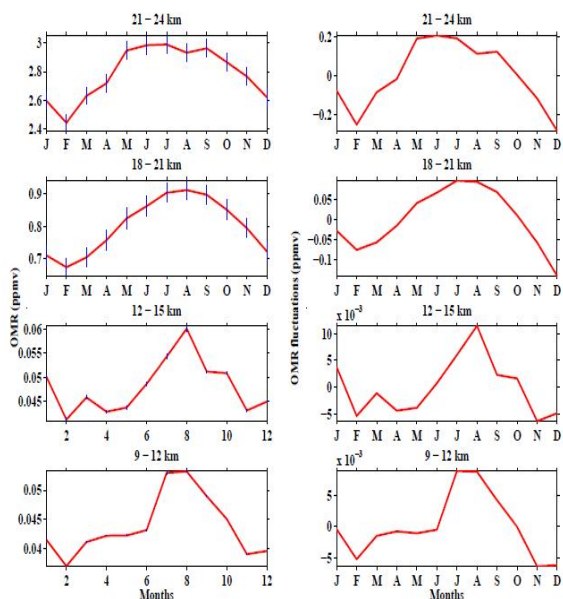 21 – 24 km
3
2.8
2.6
2.4
J F M A M J J A S O N D
21 – 24 km
0.2
0
−0.2
J F M A M J J A S O N D
18 – 21 km
0.9
0.8
0.7
J F M A M J J A S O N D
18 – 21 km
0.05
0
−0.05
−0.1
J F M A M J J A S O N D
OMR (ppmv)
OMR fluctuations (ppmv)
12 – 15 km
0.06
0.055
0.05
0.045
2 4 6 8 10 12
months
12 – 15 km
x 10⁻³
10
5
0
−5
J F M A M J J A S O N D
9 – 12 km
0.05
0.045
0.04
2 4 6 8 10 12
Months
9 – 12 km
x 10⁻³
5
0
−5
J F M A M J J A S O N D
Months